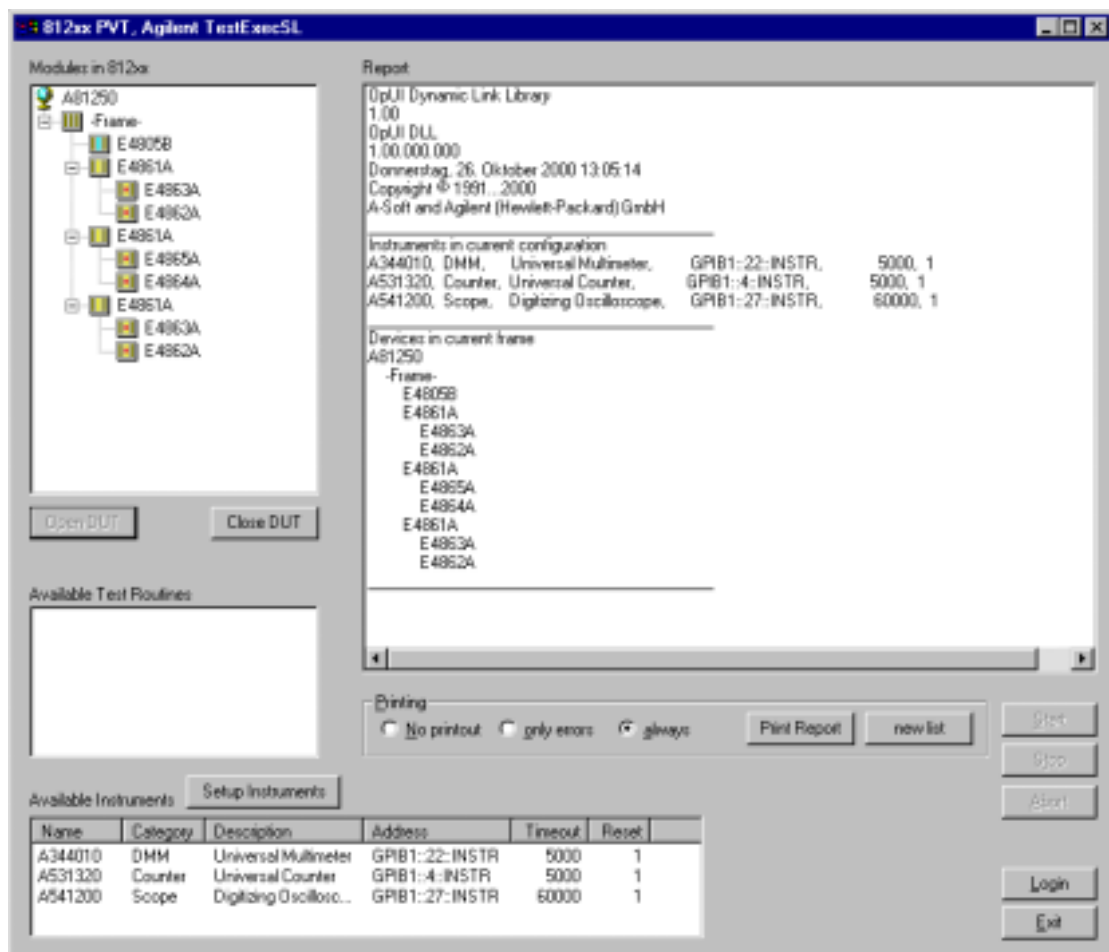 812xx PVT, Agilent TestExecSL
Modules in 812xx
A81250
-Frame-
E4805B
E4861A
E4863A
E4862A
E4861A
E4865A
E4864A
E4861A
E4863A
E4862A
Open DUT
Close DUT
Available Test Routines
Report
OpUI Dynamic Link Library
1.00
OpUI DLL
1.00.000.000
Donnerstag, 26. Oktober 2000 13:05:14
Copyright © 1991...2000
A-Soft and Agilent (Hewlett-Packard) GmbH
Instruments in current configuration
A344010, DMM, Universal Multimeter, GPIB1::22::INSTR, 5000, 1
A531320, Counter, Universal Counter, GPIB1::4::INSTR, 5000, 1
A541200, Scope, Digitizing Oscilloscope, GPIB1::27::INSTR, 60000, 1
Devices in current frame
A81250
-Frame-
E4805B
E4861A
E4863A
E4862A
E4861A
E4865A
E4864A
E4861A
E4863A
E4862A
Printing
No printout only errors always Print Report new list
Start
Stop
Abort
Available Instruments Setup Instruments
Name Category Description Address Timeout Reset
A344010 DMM Universal Multimeter GPIB1::22::INSTR 5000 1
A531320 Counter Universal Counter GPIB1::4::INSTR 5000 1
A541200 Scope Digitizing Oscillosc... GPIB1::27::INSTR 60000 1
Login
Exit